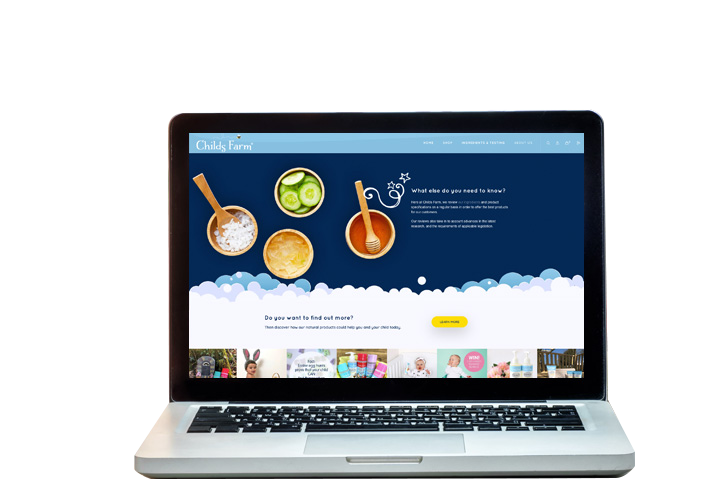 Childs Farm
HOME SHOP INGREDIENTS & TESTING ABOUT US
What else do you need to know?
Here at Childs Farm, we review our ingredients and product
specifications on a regular basis in order to offer the best products
for our customers.
Our reviews also take in to account advances in the latest
research, and the requirements of applicable legislation.
Do you want to find out more?
Then discover how our natural products could help you and your child today.
LEARN MORE